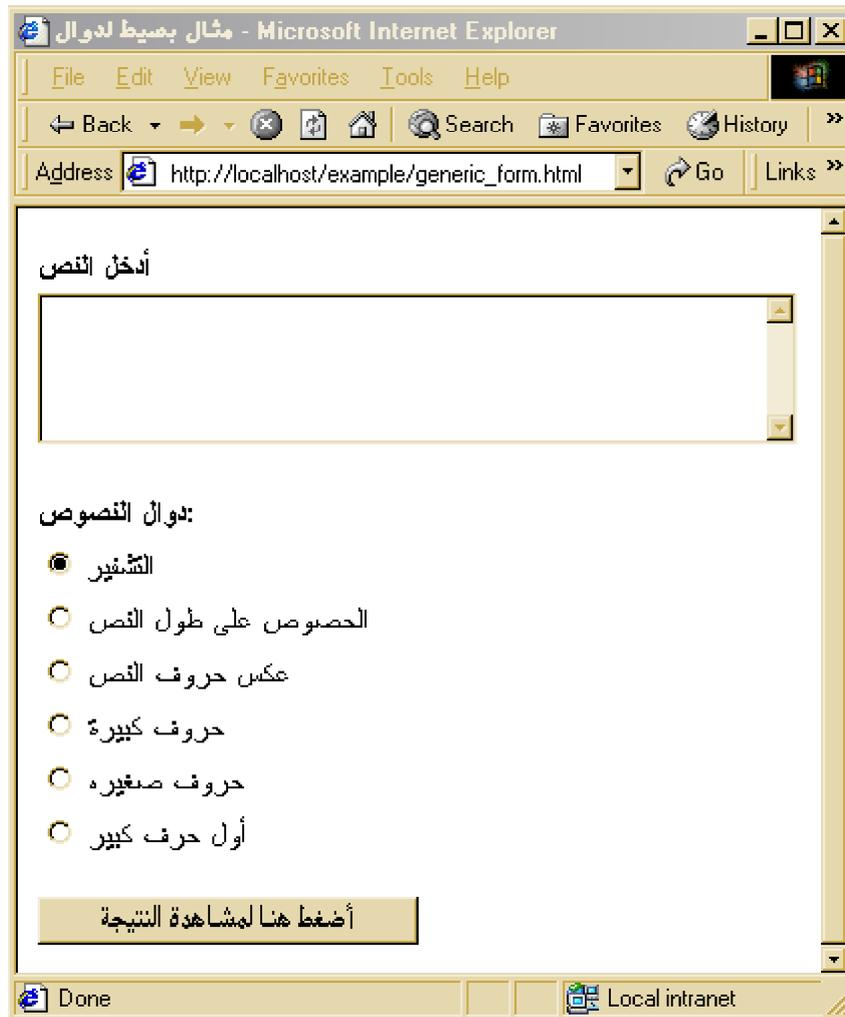 مثال بسيط لدوال - Microsoft Internet Explorer
File Edit View Favorites Tools Help
Back Search Favorites History »
Address http://localhost/example/generic_form.html Go Links »
أدخل النص
دوال النصوص:
التشفير
الحصوص على طول النص
عكس حروف النص
حروف كبيرة
حروف صغيره
أول حرف كبير
أضغط هنا لمشاهدة النتيجة
Done Local intranet